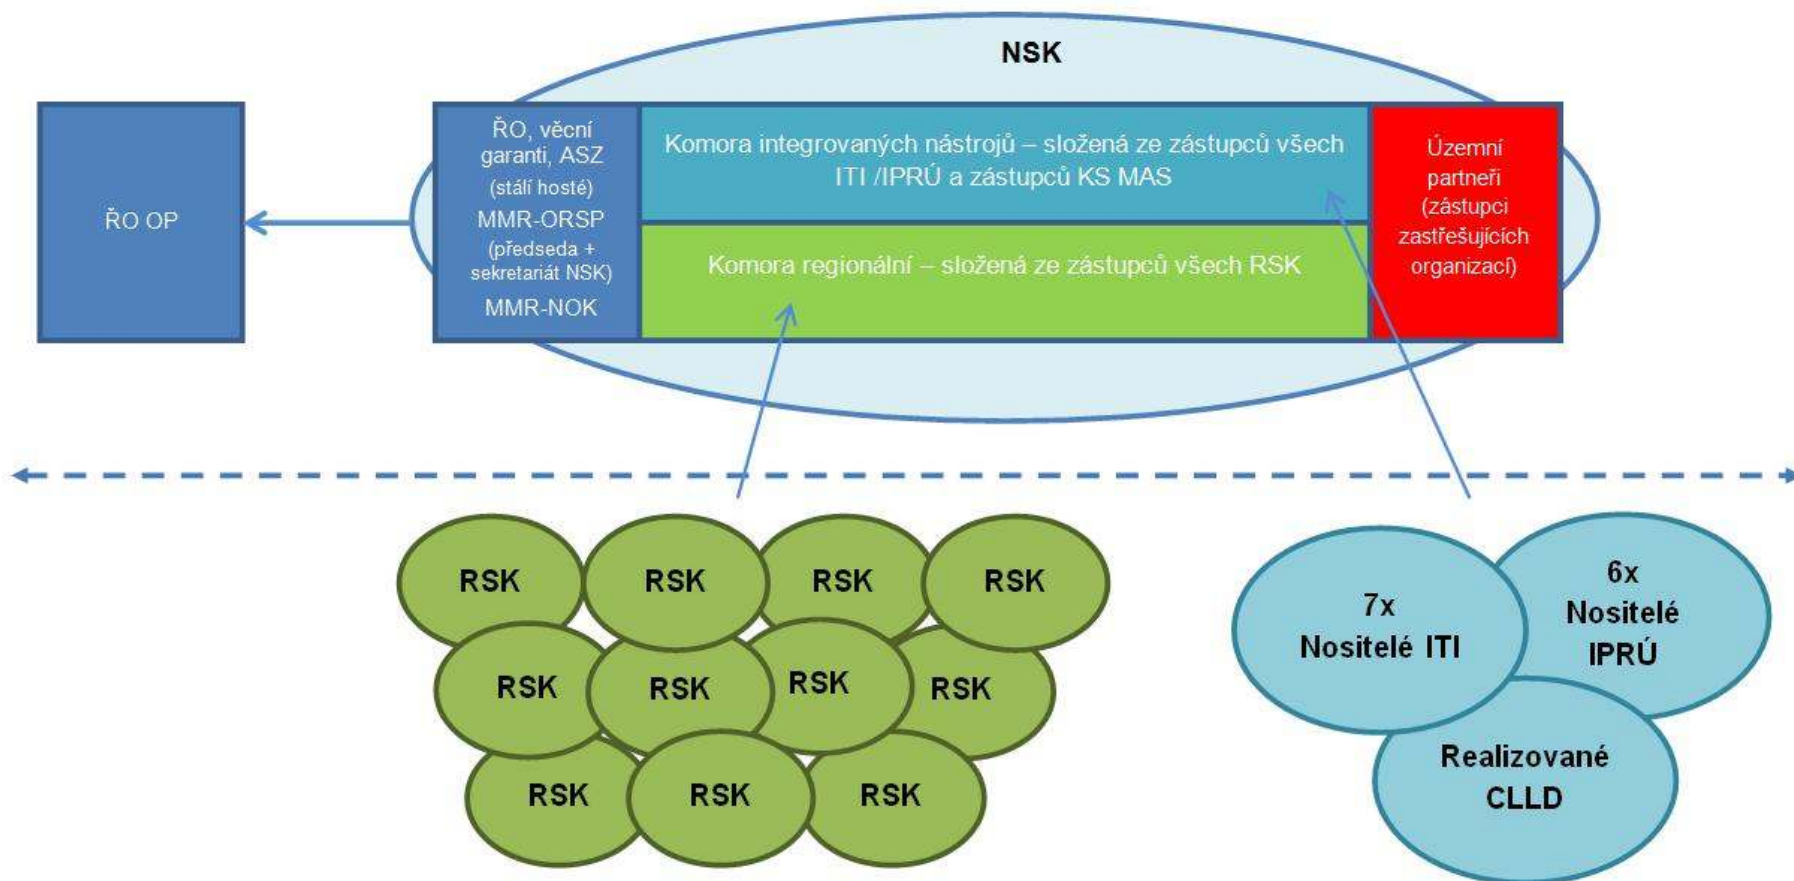 NSK
ŘO OP
ŘO, věcní
garanti, ASZ
(stálí hosté)
MMR-ORSP
(předseda +
sekretariát NSK)
MMR-NOK
Komora integrovaných nástrojů – složená ze zástupců všech
ITI /IPRÚ a zástupců KS MAS
Komora regionální – složená ze zástupců všech RSK
Územní
partneři
(zástupci
zastřešujících
organizací)
RSK
RSK
RSK
RSK
RSK
RSK
RSK
RSK
RSK
RSK
RSK
7x
Nositelé ITI
6x
Nositelé
IPRÚ
Realizované
CLLD